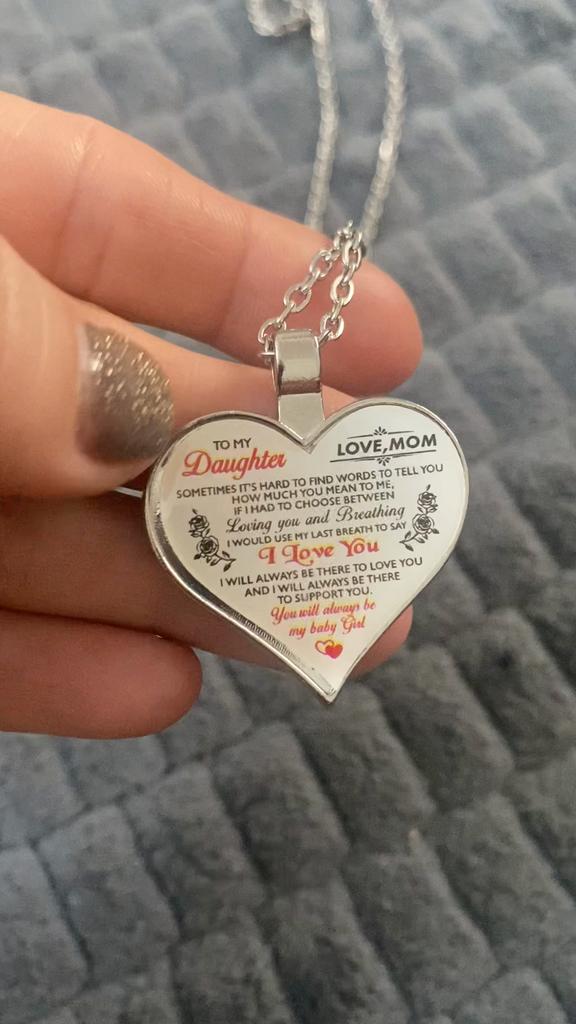 TO MY
Daughter
LOVE,MOM
SOMETIMES IT'S HARD TO FIND WORDS TO TELL YOU
HOW MUCH YOU MEAN TO ME,
IF I HAD TO CHOOSE BETWEEN
Loving you and Breathing
I WOULD USE MY LAST BREATH TO SAY
I Love You
I WILL ALWAYS BE THERE TO LOVE YOU
AND I WILL ALWAYS BE THERE
TO SUPPORT YOU.
You will always be
my baby Girl